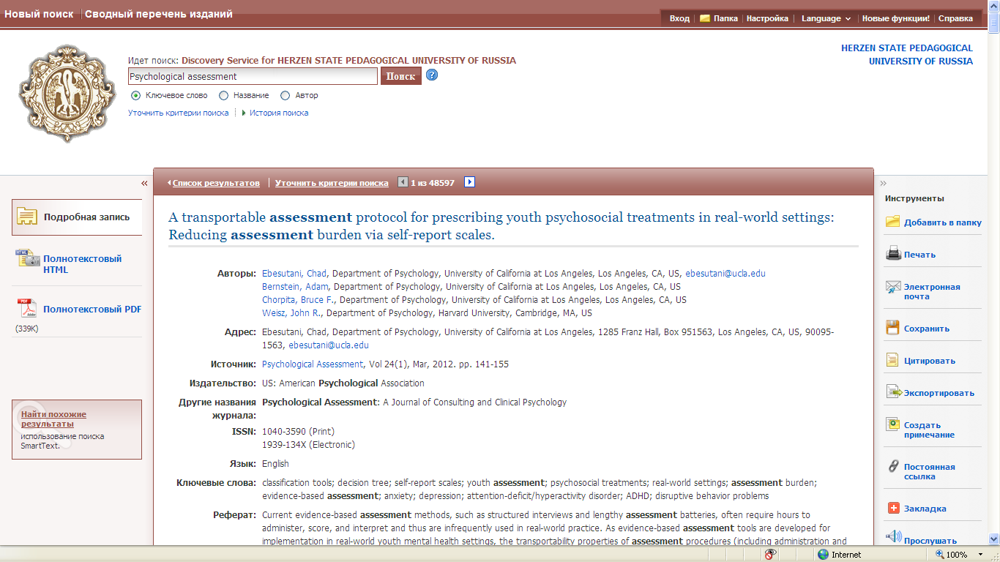 Новый поиск Сводный перечень изданий
Вход Папка Настройка Language Новые функции! Справка
HERZEN STATE PEDAGOGICAL
UNIVERSITY OF RUSSIA
Идет поиск: Discovery Service for HERZEN STATE PEDAGOGICAL UNIVERSITY OF RUSSIA
Psychological assessment Поиск ?
Ключевое слово Название Автор
Уточнить критерии поиска История поиска
« 
Подробная запись
HTML
Полнотекстовый
HTML
PDF
Adobe
Полнотекстовый PDF
(339K)
Найти похожие
результаты
использование поиска
SmartText.
Список результатов Уточнить критерии поиска 1 из 48597
A transportable assessment protocol for prescribing youth psychosocial treatments in real-world settings:
Reducing assessment burden via self-report scales.
Авторы: Ebesutani, Chad, Department of Psychology, University of California at Los Angeles, Los Angeles, CA, US, ebesutani@ucla.edu
Bernstein, Adam, Department of Psychology, University of California at Los Angeles, Los Angeles, CA, US
Chorpita, Bruce F., Department of Psychology, University of California at Los Angeles, Los Angeles, CA, US
Weisz, John R., Department of Psychology, Harvard University, Cambridge, MA, US
Адрес: Ebesutani, Chad, Department of Psychology, University of California at Los Angeles, 1285 Franz Hall, Box 951563, Los Angeles, CA, US, 90095-
1563, ebesutani@ucla.edu
Источник: Psychological Assessment, Vol 24(1), Mar, 2012. pp. 141-155
Издательство: US: American Psychological Association
Другие названия Psychological Assessment: A Journal of Consulting and Clinical Psychology
журнала:
ISSN: 1040-3590 (Print)
1939-134X (Electronic)
Язык: English
Ключевые слова: classification tools; decision tree; self-report scales; youth assessment; psychosocial treatments; real-world settings; assessment burden;
evidence-based assessment; anxiety; depression; attention-deficit/hyperactivity disorder; ADHD; disruptive behavior problems
Реферат: Current evidence-based assessment methods, such as structured interviews and lengthy assessment batteries, often require hours to
administer, score, and interpret and thus are infrequently used in real-world practice. As evidence-based assessment tools are developed for
implementation in real-world youth mental health settings, the transportability properties of assessment procedures (including administration and
»
Инструменты
Добавить в папку
Печать
Электронная
почта
Сохранить
Цитировать
Экспортировать
Создать
примечание
Постоянная
ссылка
Закладка
Прослушать
Internet 100%